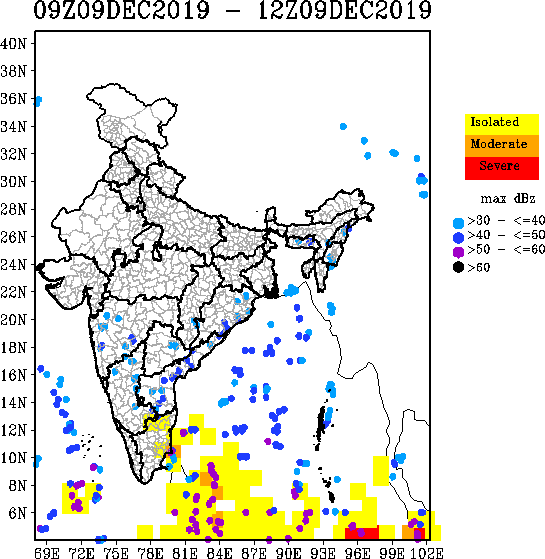 09Z09DEC2019 - 12Z09DEC2019
40N
38N
36N
34N
32N
30N
28N
26N
24N
22N
20N
18N
16N
14N
12N
10N
8N
6N
69E 72E 75E 78E 81E 84E 87E 90E 93E 96E 99E 102E
Isolated
Moderate
Severe
max dBz
>30 - <=40
>40 - <=50
>50 - <=60
>60